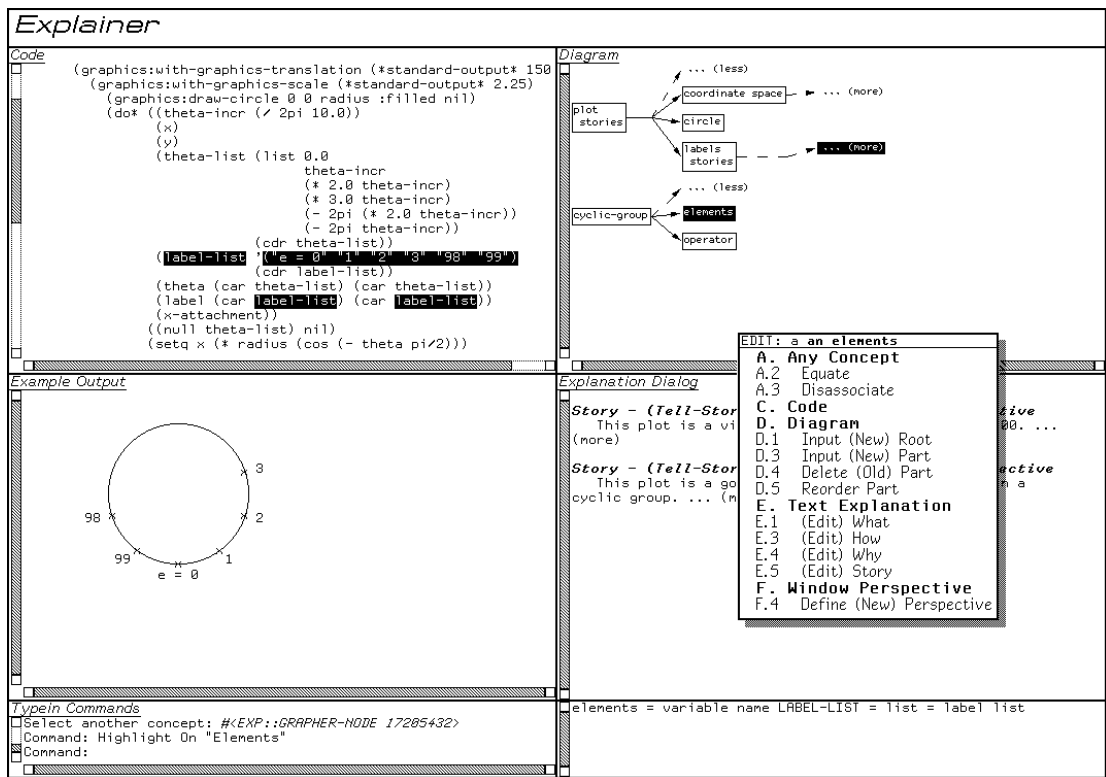 Explainer
Code
(graphics:with-graphics-translation (*standard-output* 150
(graphics:with-graphics-scale (*standard-output* 2.25)
(graphics:draw-circle 0 0 radius :filled nil)
(do* ((theta-incr (/ 2pi 10.0))
(x)
(y)
(theta-list (list 0.0
theta-incr
(* 2.0 theta-incr)
(* 3.0 theta-incr)
(- 2pi (* 2.0 theta-incr))
(- 2pi theta-incr))
(cdr theta-list))
(label-list '("e = 0" "1" "2" "3" "98" "99")
(cdr label-list))
(theta (car theta-list) (car theta-list))
(label (car label-list) (car label-list))
(x-attachment))
((null theta-list) nil)
(setq x (* radius (cos (- theta pi/2)))
Diagram
... (less)
coordinate space
... (more)
plot
stories
circle
labels
stories
... (more)
... (less)
cyclic-group
elements
operator
Example Output
3
2
1
e = 0
99
98
Explanation Dialog
Story - (Tell-Stor
tive
This plot is a vi
00. ...
(more)
Story - (Tell-Stor
ective
This plot is a go
n a
cyclic group. ... (m
EDIT: a an elements
A. Any Concept
A.2 Equate
A.3 Disassociate
C. Code
D. Diagram
D.1 Input (New) Root
D.3 Input (New) Part
D.4 Delete (Old) Part
D.5 Reorder Part
E. Text Explanation
E.1 (Edit) What
E.3 (Edit) How
E.4 (Edit) Why
E.5 (Edit) Story
F. Window Perspective
F.4 Define (New) Perspective
Typein Commands
Select another concept: #<EXP::GRAPHER-NODE 17205432>
Command: Highlight On "Elements"
Command:
elements = variable name LABEL-LIST = list = label list